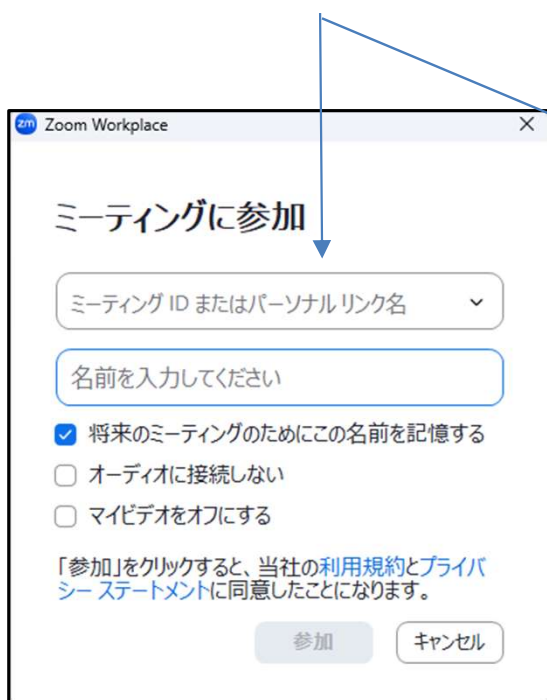 zm Zoom Workplace
ミーティングに参加
ミーティング ID またはパーソナル リンク名
名前を入力してください
将来のミーティングのためにこの名前を記憶する
オーディオに接続しない
マイビデオをオフにする
「参加」をクリックすると、当社の利用規約とプライバ
シー ステートメントに同意したことになります。
参加 キャンセル